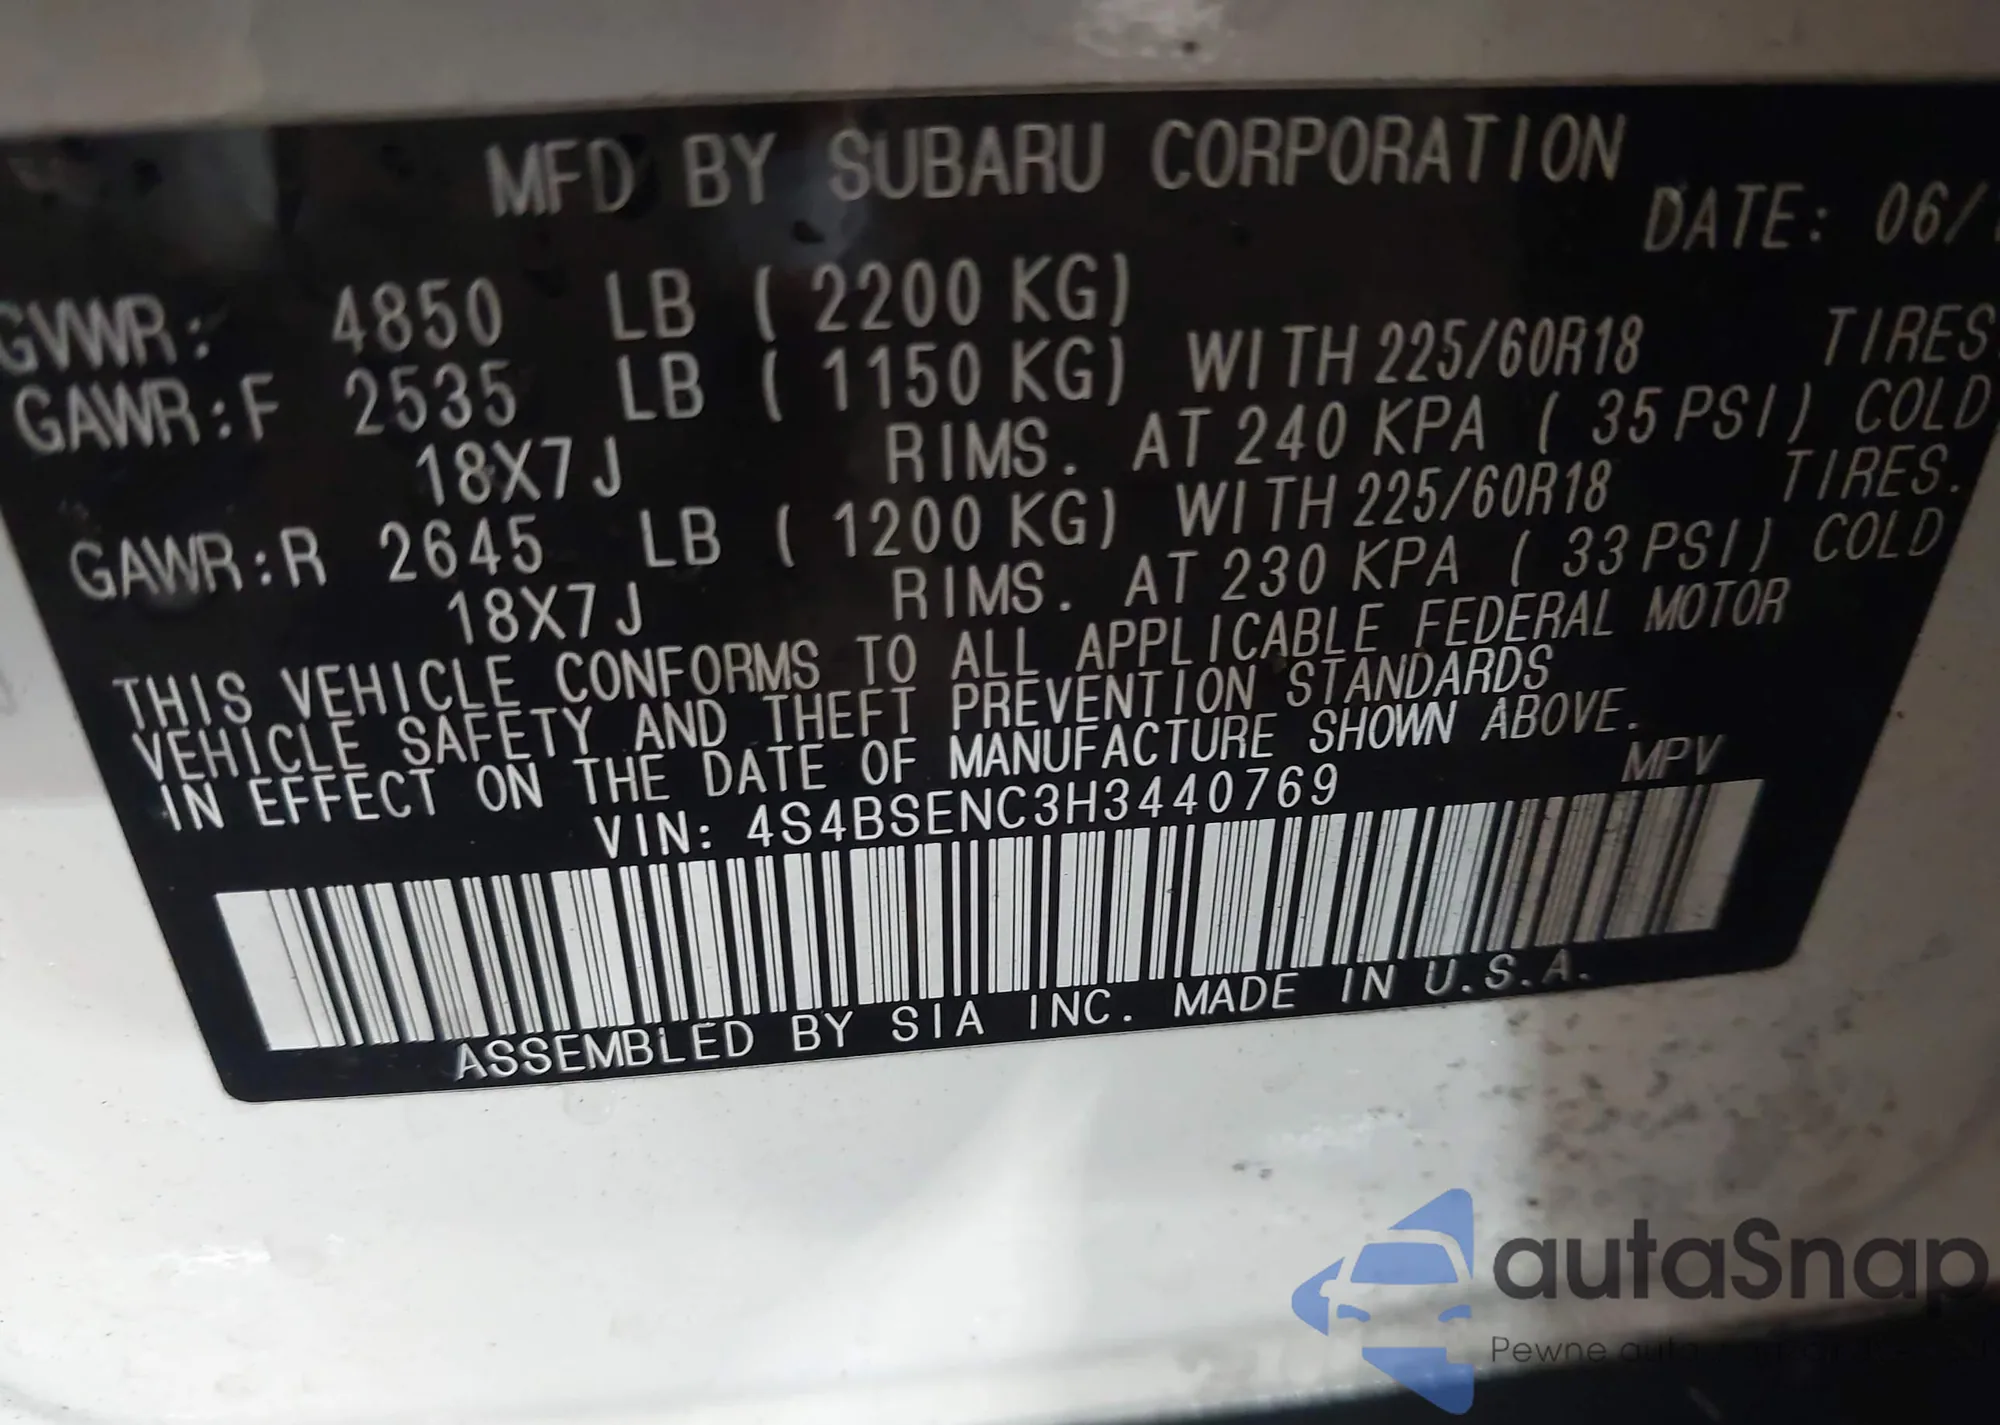 MFD BY SUBARU CORPORATION
DATE: 06/
GVWR: 4850 LB ( 2200 KG)
GAWR:F 2535 LB ( 1150 KG) WITH 225/60R18 TIRES.
18X7J RIMS. AT 240 KPA ( 35 PSI) COLD
GAWR:R 2645 LB ( 1200 KG) WITH 225/60R18 TIRES.
18X7J RIMS. AT 230 KPA ( 33 PSI) COLD
THIS VEHICLE CONFORMS TO ALL APPLICABLE FEDERAL MOTOR
VEHICLE SAFETY AND THEFT PREVENTION STANDARDS
IN EFFECT ON THE DATE OF MANUFACTURE SHOWN ABOVE.
VIN: 4S4BSENC3H3440769 MPV
ASSEMBLED BY SIA INC. MADE IN U.S.A.
autaSnap
Pewne auta